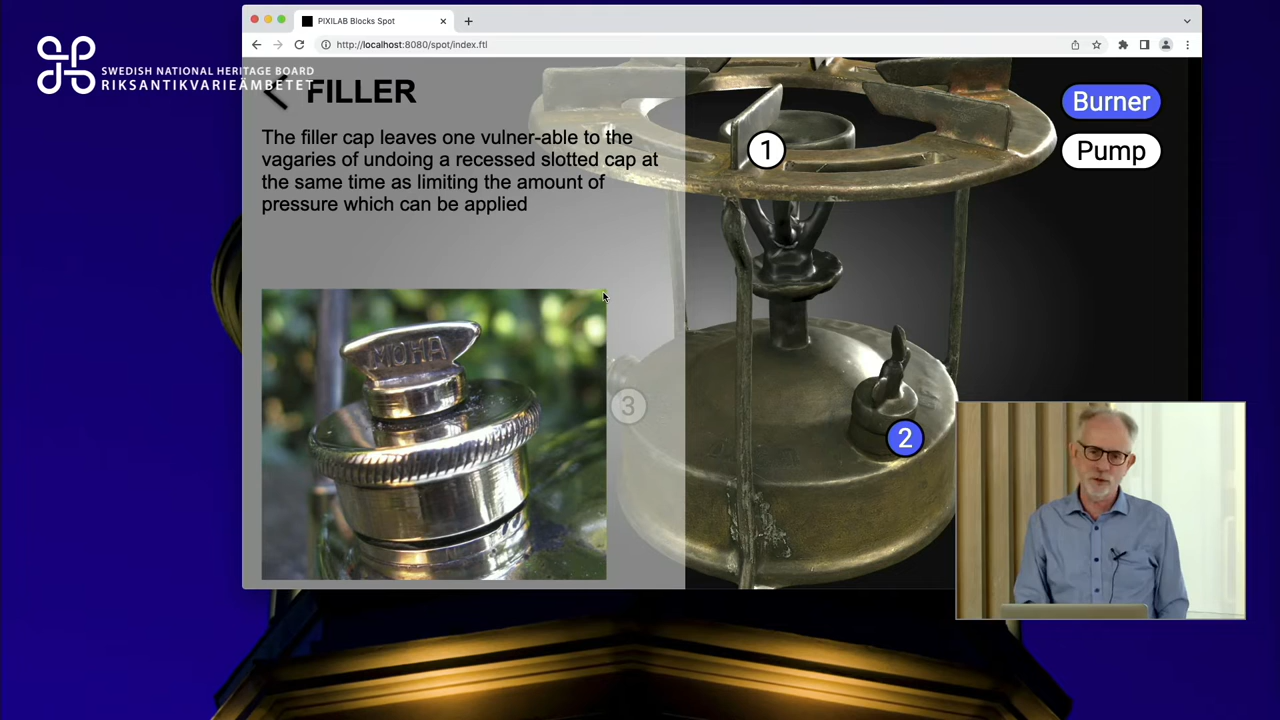 PIXILAB Blocks Spot
http://localhost:8080/spot/index.ftl
SWEDISH NATIONAL HERITAGE BOARD
RIKSANTIKVARIEÄMBETET
FILLER
The filler cap leaves one vulner-able to the
vagaries of undoing a recessed slotted cap at
the same time as limiting the amount of
pressure which can be applied
Burner
Pump
1
2
3
MOHA